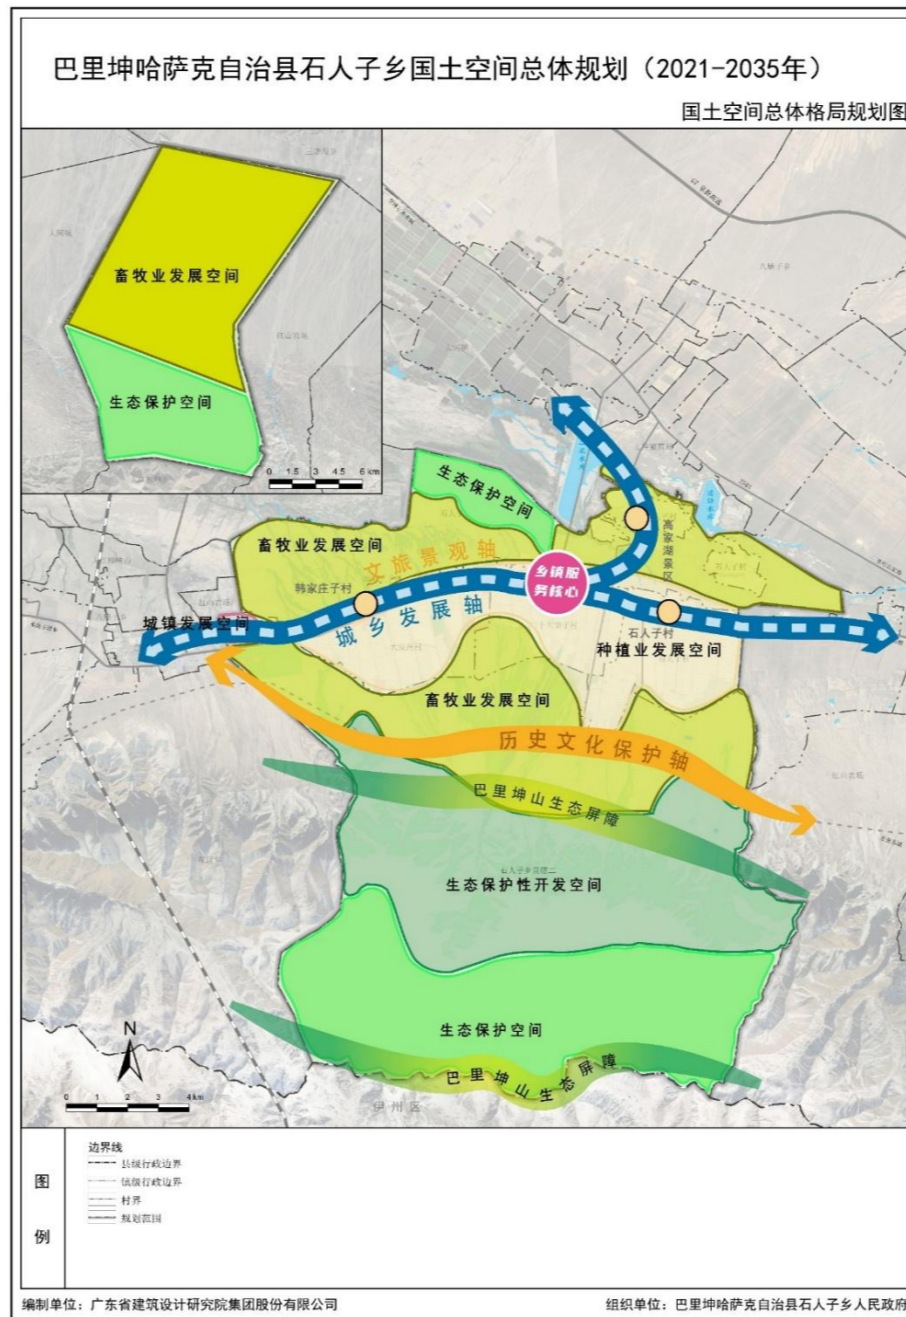 巴里坤哈萨克自治县石人子乡国土空间总体规划（2021-2035年）
国土空间总体格局规划图
畜牧业发展空间
生态保护空间
0 1.5 3 4.5 6 km
生态保护空间
畜牧业发展空间
文旅景观轴
韩家庄子村
乡镇服
务核心
高家湖景区
城镇发展空间
城乡发展轴
石人子村
种植业发展空间
畜牧业发展空间
历史文化保护轴
巴里坤山生态屏障
生态保护性开发空间
生态保护空间
巴里坤山生态屏障
伊州区
N
0 1 2 3 4 km
图例
边界线
县级行政边界
镇级行政边界
村界
规划范围
编制单位：广东省建筑设计研究院集团股份有限公司
组织单位：巴里坤哈萨克自治县石人子乡人民政府